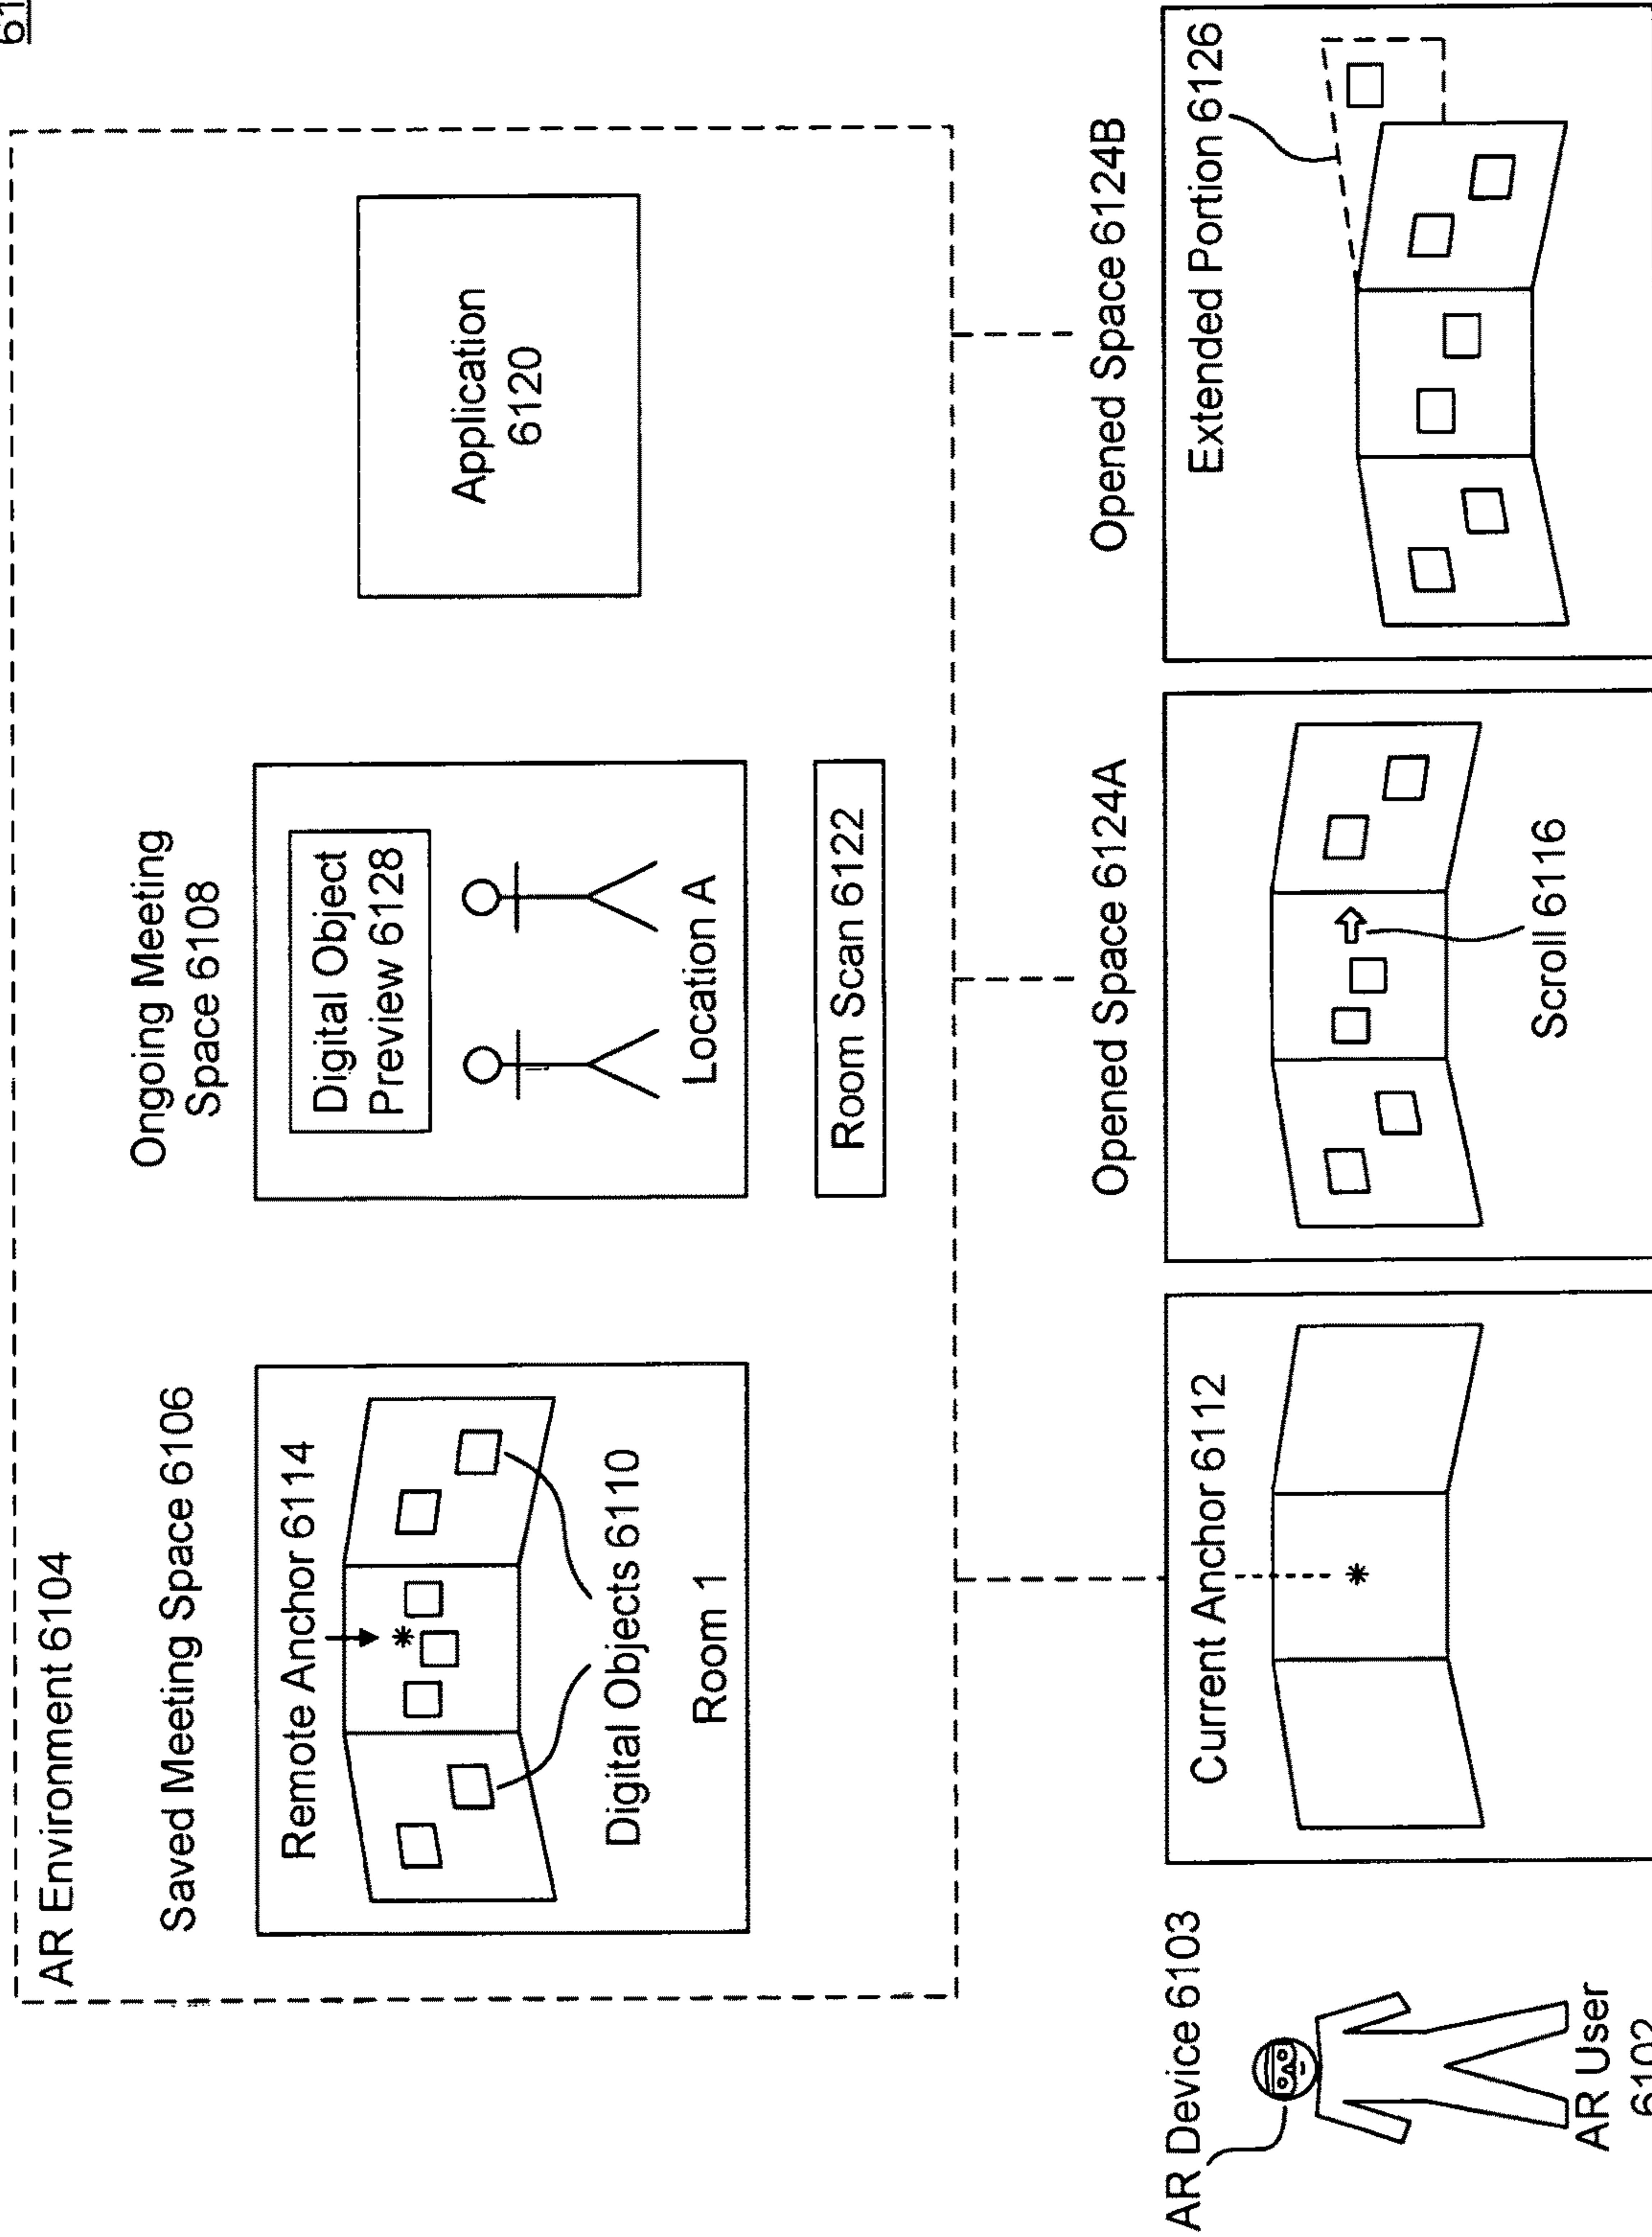 61
AR Environment 6104
Saved Meeting Space 6106
Remote Anchor 6114
Digital Objects 6110
Room 1
Ongoing Meeting
Space 6108
Digital Object
Preview 6128
Location A
Room Scan 6122
Application
6120
AR Device 6103
AR User
6102
Current Anchor 6112
Opened Space 6124A
Scroll 6116
Opened Space 6124B
Extended Portion 6126